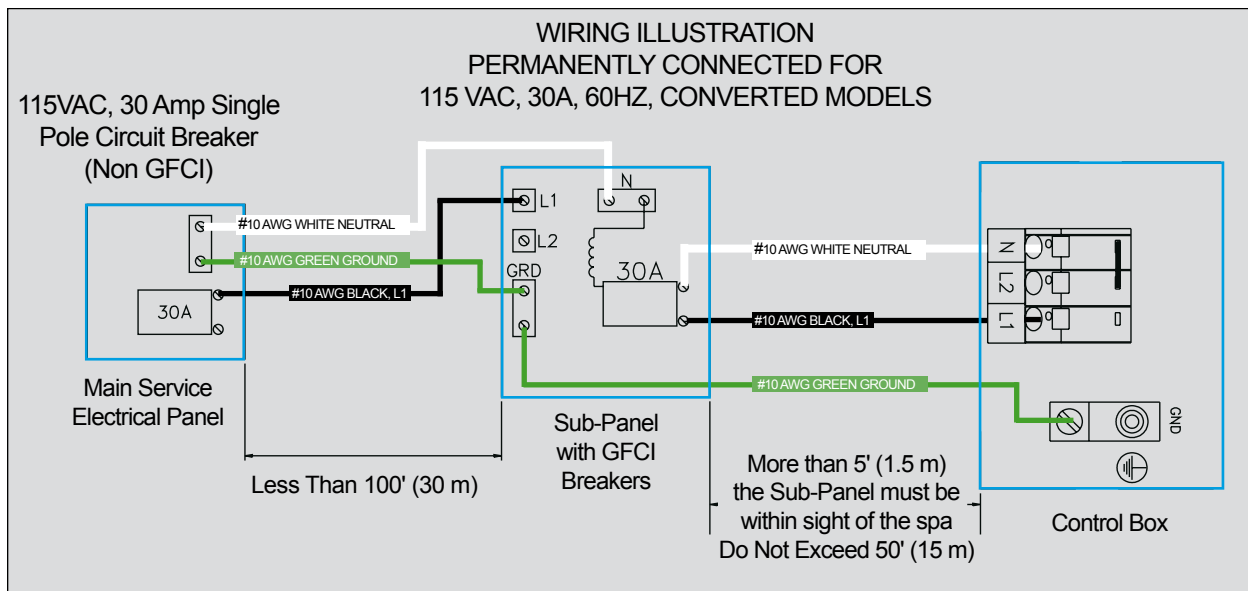 WIRING ILLUSTRATION
PERMANENTLY CONNECTED FOR
115 VAC, 30A, 60HZ, CONVERTED MODELS
115VAC, 30 Amp Single
Pole Circuit Breaker
(Non GFCI)
#10 AWG WHITE NEUTRAL
#10 AWG GREEN GROUND
#10 AWG BLACK, L1
30A
Main Service
Electrical Panel
Less Than 100' (30 m)
L1
N
L2
GRD
30A
Sub-Panel
with GFCI
Breakers
#10 AWG WHITE NEUTRAL
#10 AWG BLACK, L1
#10 AWG GREEN GROUND
More than 5' (1.5 m)
the Sub-Panel must be
within sight of the spa
Do Not Exceed 50' (15 m)
N
L2
L1
GND
Control Box